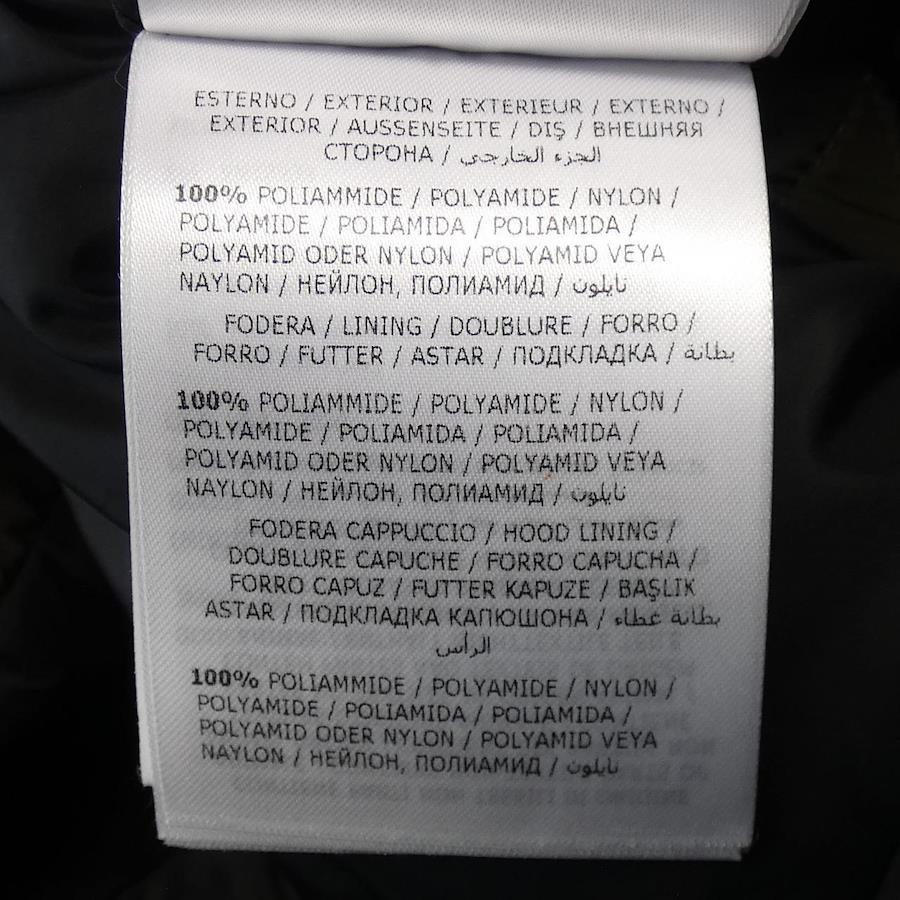 ESTERNO / EXTERIOR / EXTERIEUR / EXTERNO /
EXTERIOR / AUSSENSEITE / DIŞ / ВНЕШНЯЯ
СТОРОНА / الجزء الخارجي
100% POLIAMMIDE / POLYAMIDE / NYLON /
POLYAMIDE / POLIAMIDA / POLIAMIDA /
POLYAMID ODER NYLON / POLYAMID VEYA
NAYLON / НЕЙЛОН, ПОЛИАМИД / نايلون
FODERA / LINING / DOUBLURE / FORRO /
FORRO / FUTTER / ASTAR / ПОДКЛАДКА / بطانة
100% POLIAMMIDE / POLYAMIDE / NYLON /
POLYAMIDE / POLIAMIDA / POLIAMIDA /
POLYAMID ODER NYLON / POLYAMID VEYA
NAYLON / НЕЙЛОН, ПОЛИАМИД / نايلون
FODERA CAPPUCCIO / HOOD LINING /
DOUBLURE CAPUCHE / FORRO CAPUCHA /
FORRO CAPUZ / FUTTER KAPUZE / BAŞLIK
ASTAR / ПОДКЛАДКА КАПЮШОНА / بطانة غطاء
الرأس
100% POLIAMMIDE / POLYAMIDE / NYLON /
POLYAMIDE / POLIAMIDA / POLIAMIDA /
POLYAMID ODER NYLON / POLYAMID VEYA
NAYLON / НЕЙЛОН, ПОЛИАМИД / نايلون